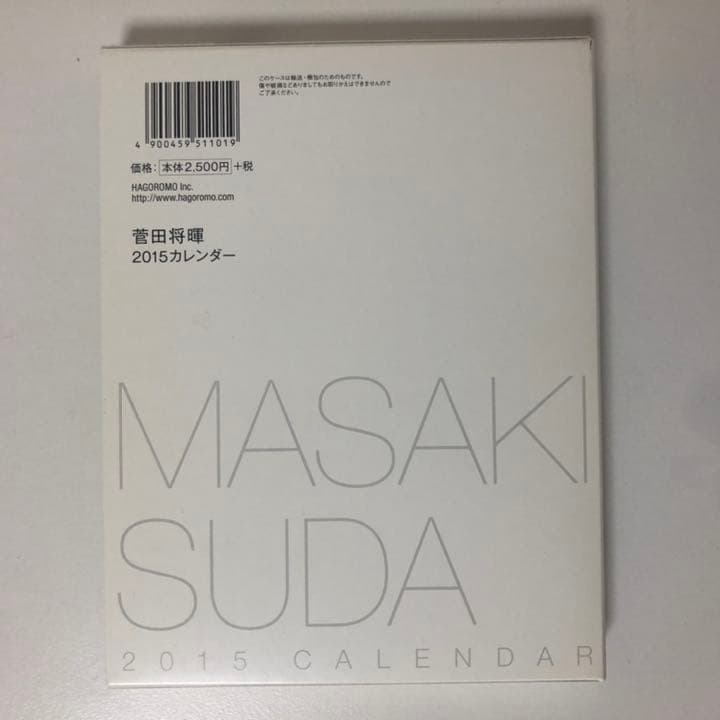 このケースは輸送・梱包のためのものです。
傷や破損などありましてもお取りかえはできませんので
ご了承ください。
4 900459 511019
価格：本体2,500円+税
HAGOROMO Inc.
http://www.hagoromo.com
菅田将暉
2015カレンダー
MASAKI
SUDA
2015 CALENDAR